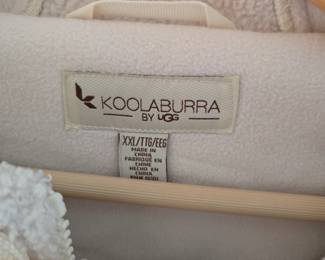 KOOLABURRA
BY UGG
XXL/TTG/EEG
MADE IN
CHINA
FABRIQUÉ EN
CHINE
HECHO EN
CHINA